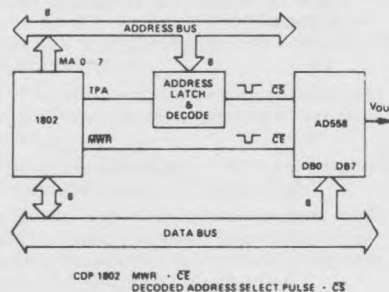 8
ADDRESS BUS
MA 0 - 7
8
1802
TPA
ADDRESS
LATCH
&
DECODE
CS
MWR
CE
AD558
VOUT
DB0 DB7
8
8
DATA BUS
CDP 1802 MWR - CE
DECODED ADDRESS SELECT PULSE - CS